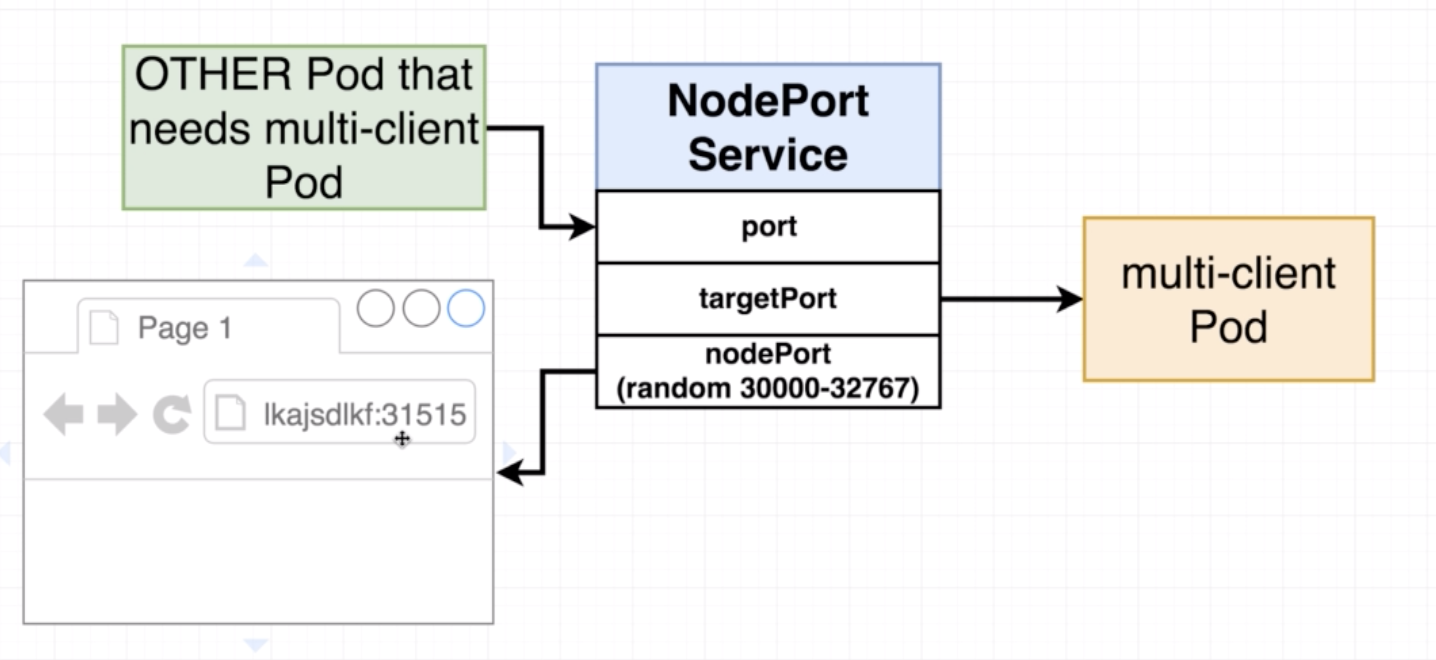 OTHER Pod that
needs multi-client
Pod
NodePort
Service
port
targetPort
nodePort
(random 30000-32767)
multi-client
Pod
Page 1
lkajsdlkf:31515